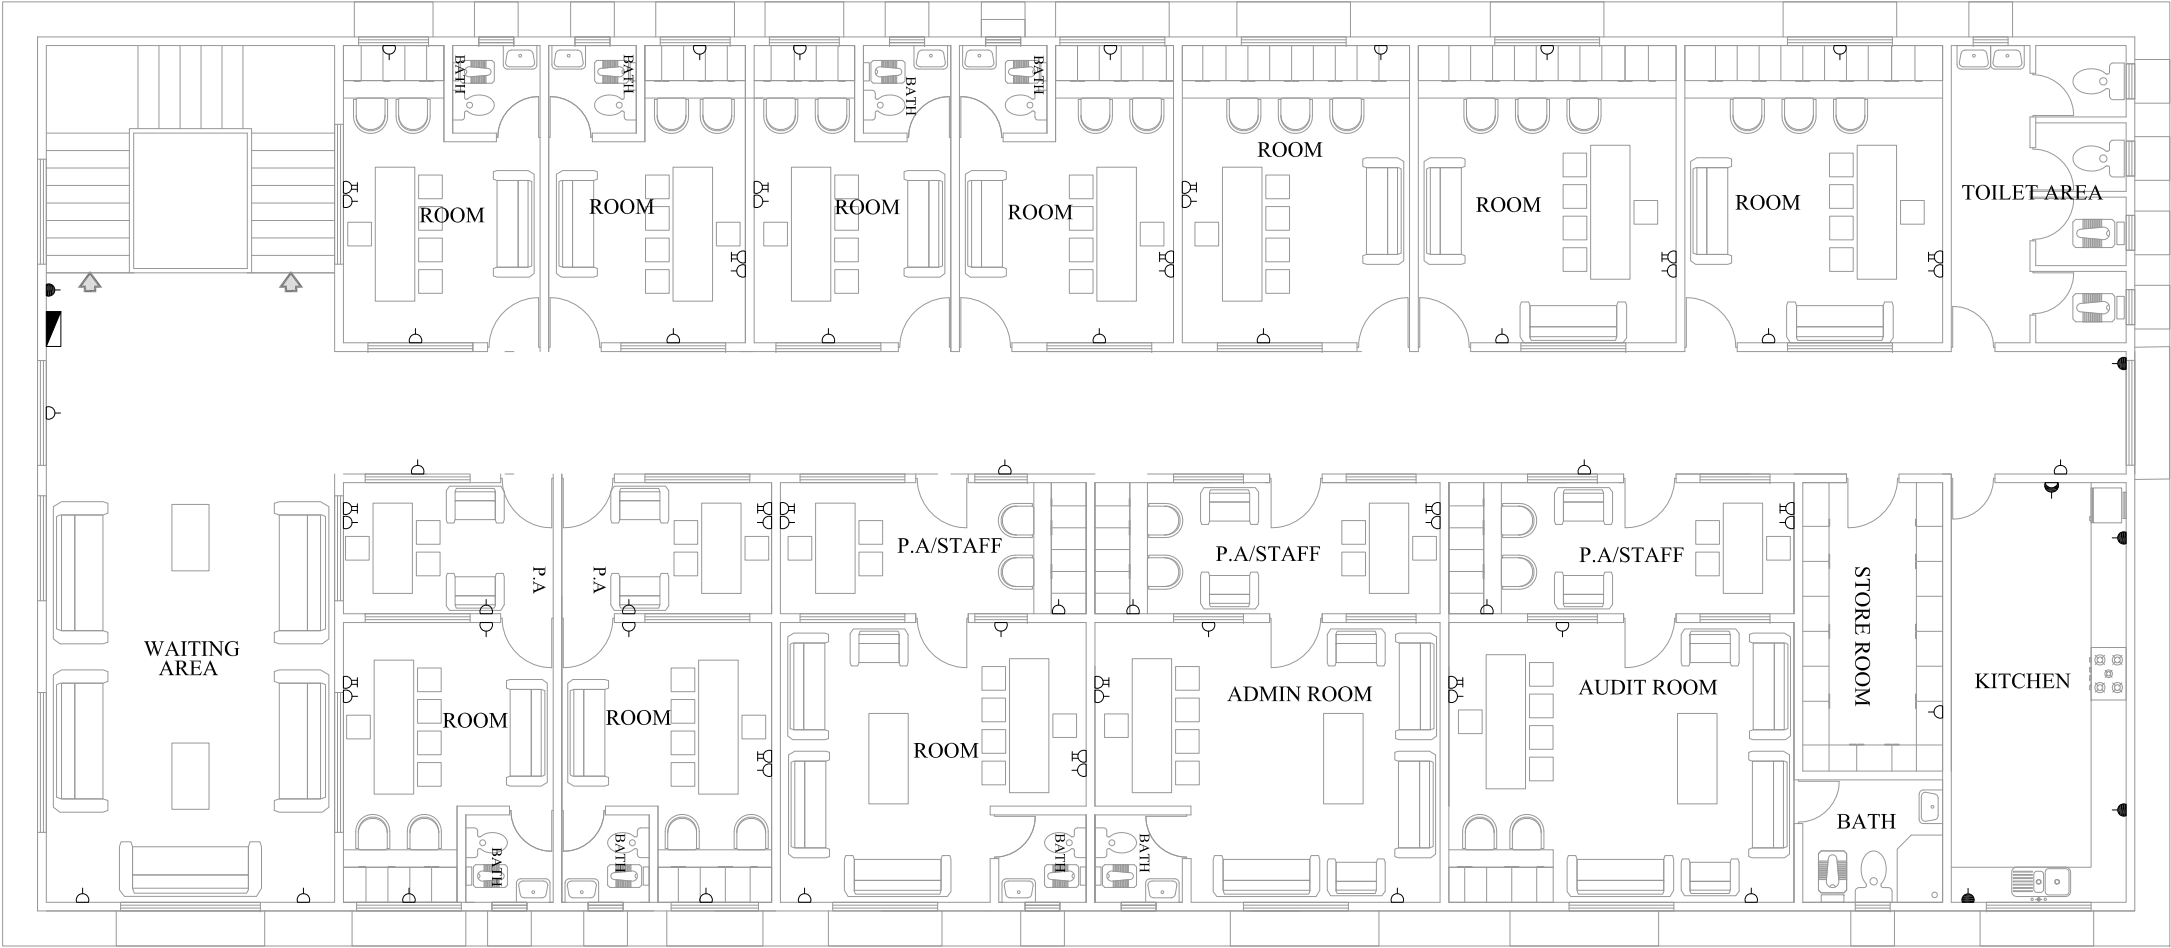 BATH
BATH
BATH
BATH
ROOM
ROOM
ROOM
ROOM
ROOM
ROOM
ROOM
TOILET AREA
P.A
P.A
P.A/STAFF
P.A/STAFF
P.A/STAFF
STORE ROOM
WAITING
AREA
ROOM
ROOM
ROOM
ADMIN ROOM
AUDIT ROOM
KITCHEN
BATH
BATH
BATH
BATH
BATH